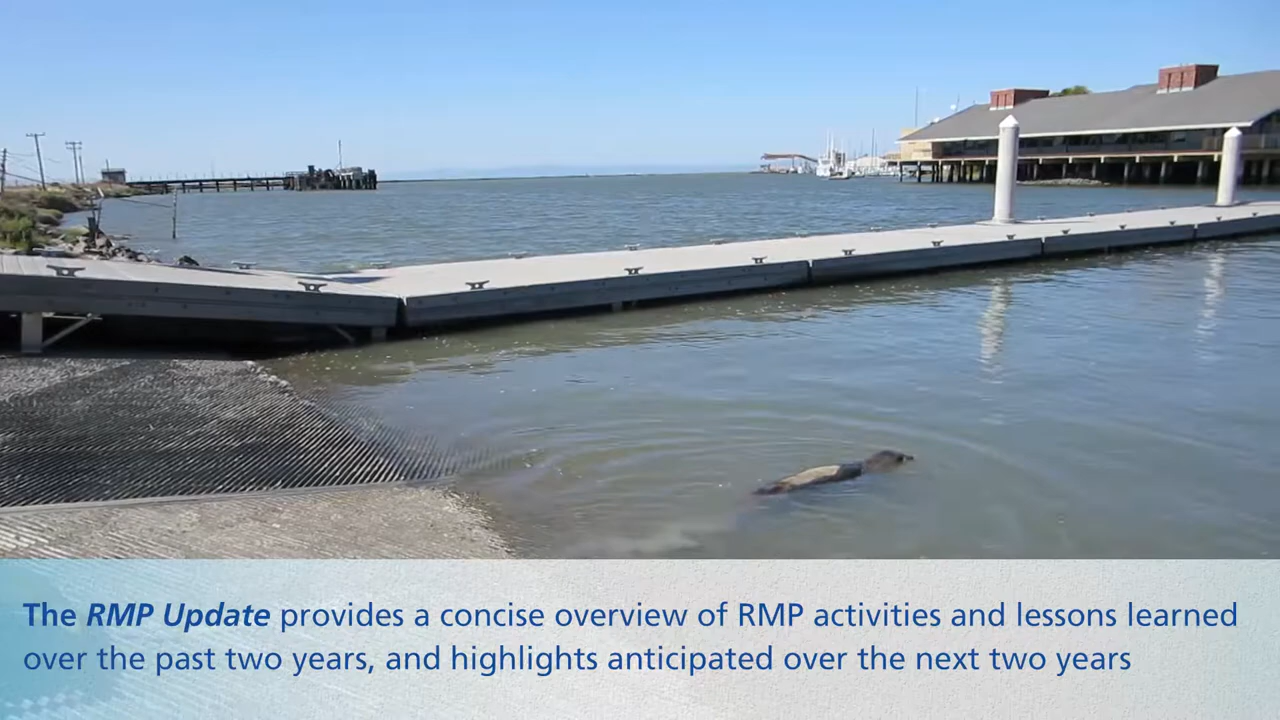 The RMP Update provides a concise overview of RMP activities and lessons learned
over the past two years, and highlights anticipated over the next two years